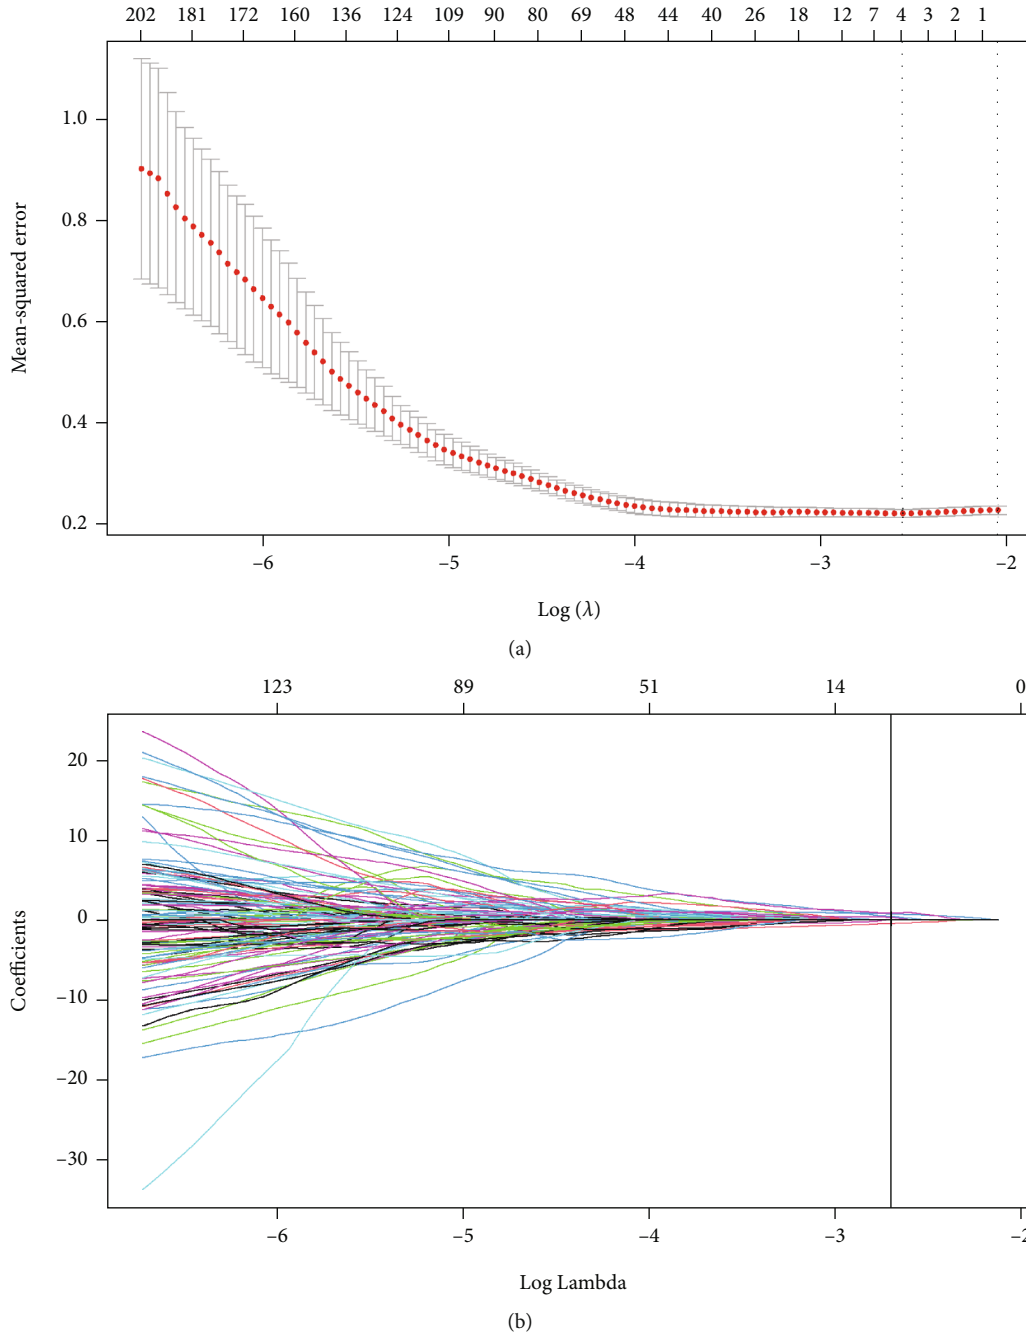 202 181 172 160 136 124 109 90 80 69 48 44 40 26 18 12 7 4 3 2 1
1.0
0.8
0.6
0.4
0.2
Mean-squared error
–6 –5 –4 –3 –2
Log (λ)
(a)
123 89 51 14 0
20
10
0
–10
–20
–30
Coefficients
–6 –5 –4 –3 –2
Log Lambda
(b)